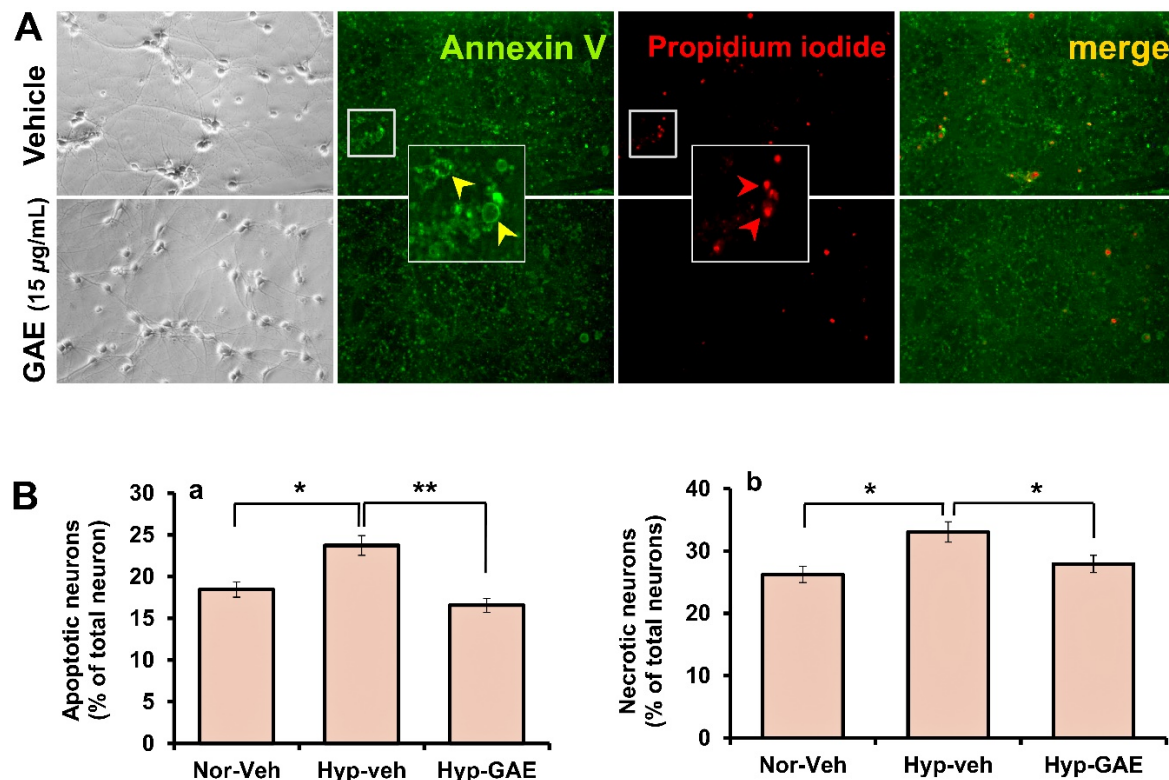 A
Vehicle
Annexin V
Propidium iodide
merge
GAE (15 µg/mL)
B
a
Apoptotic neurons
(% of total neuron)
30
25
20
15
10
5
0
*
**
Nor-Veh
Hyp-veh
Hyp-GAE
b
Necrotic neurons
(% of total neurons)
40
30
20
10
0
*
*
Nor-Veh
Hyp-veh
Hyp-GAE